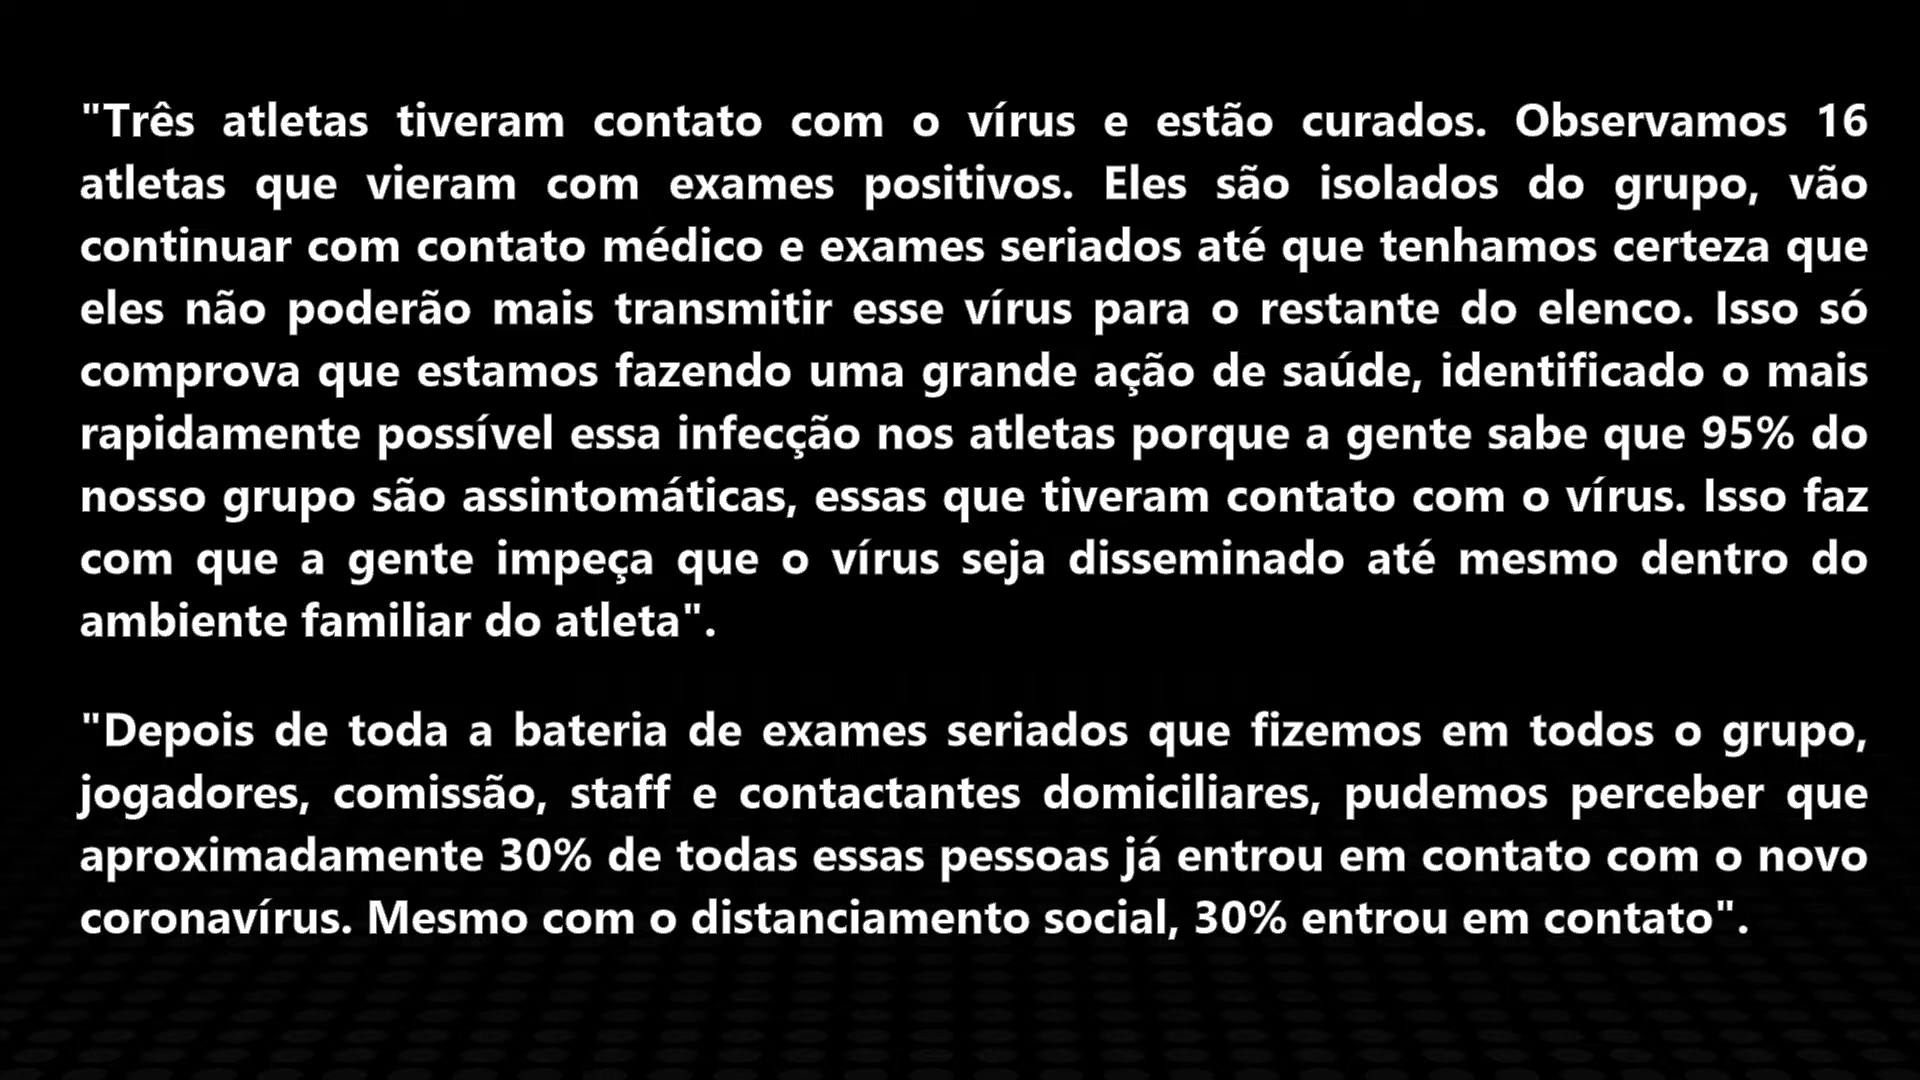 "Três atletas tiveram contato com o vírus e estão curados. Observamos 16
atletas que vieram com exames positivos. Eles são isolados do grupo, vão
continuar com contato médico e exames seriados até que tenhamos certeza que
eles não poderão mais transmitir esse vírus para o restante do elenco. Isso só
comprova que estamos fazendo uma grande ação de saúde, identificado o mais
rapidamente possível essa infecção nos atletas porque a gente sabe que 95% do
nosso grupo são assintomáticas, essas que tiveram contato com o vírus. Isso faz
com que a gente impeça que o vírus seja disseminado até mesmo dentro do
ambiente familiar do atleta".
"Depois de toda a bateria de exames seriados que fizemos em todos o grupo,
jogadores, comissão, staff e contactantes domiciliares, pudemos perceber que
aproximadamente 30% de todas essas pessoas já entrou em contato com o novo
coronavírus. Mesmo com o distanciamento social, 30% entrou em contato".